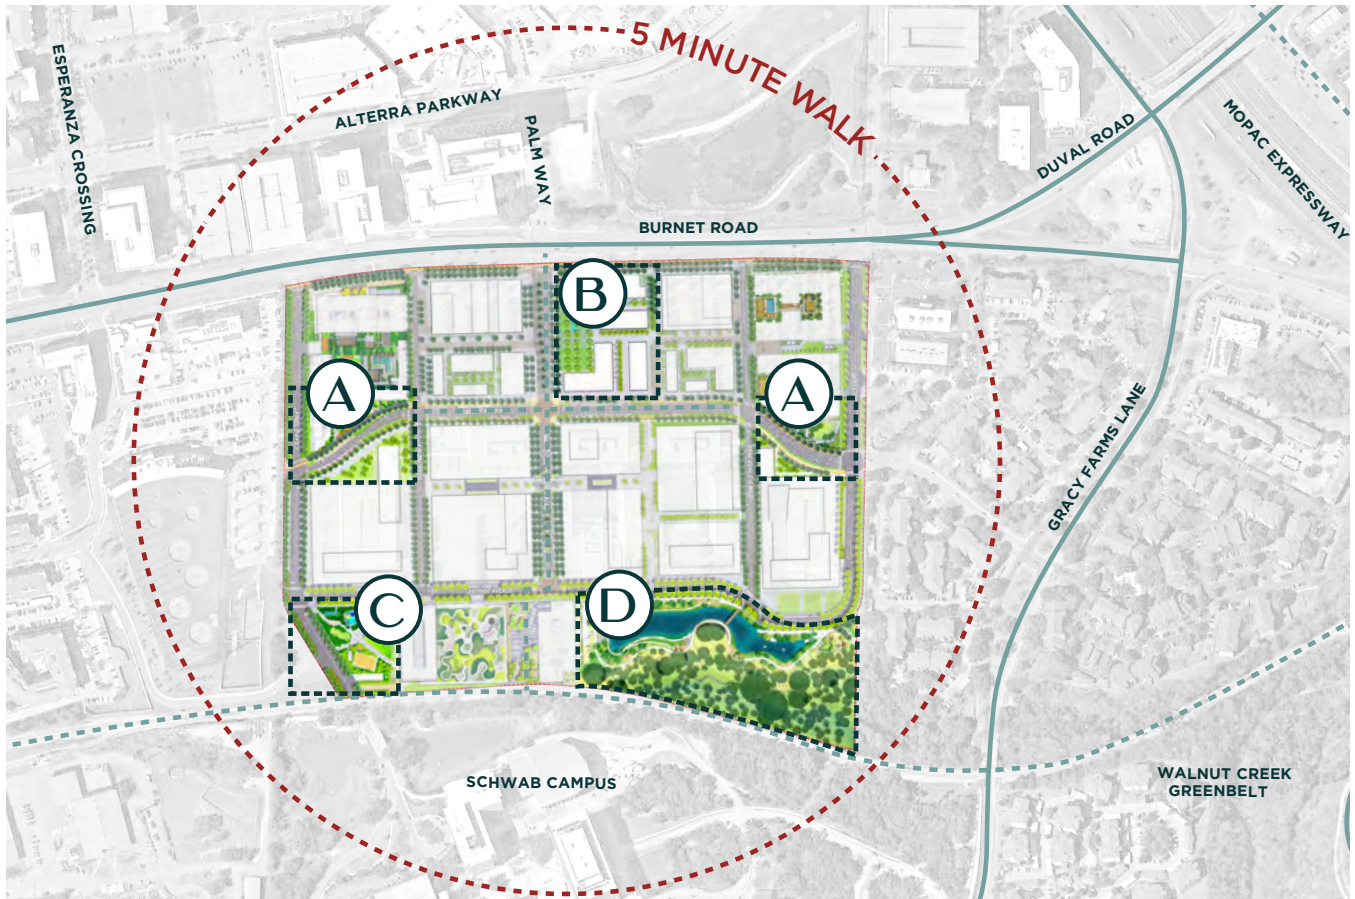 5 MINUTE WALK
ESPERANZA CROSSING
ALTERRA PARKWAY
PALM WAY
DUVAL ROAD
MOPAC EXPRESSWAY
BURNET ROAD
B
A
A
GRACY FARMS LANE
C
D
SCHWAB CAMPUS
WALNUT CREEK
GREENBELT